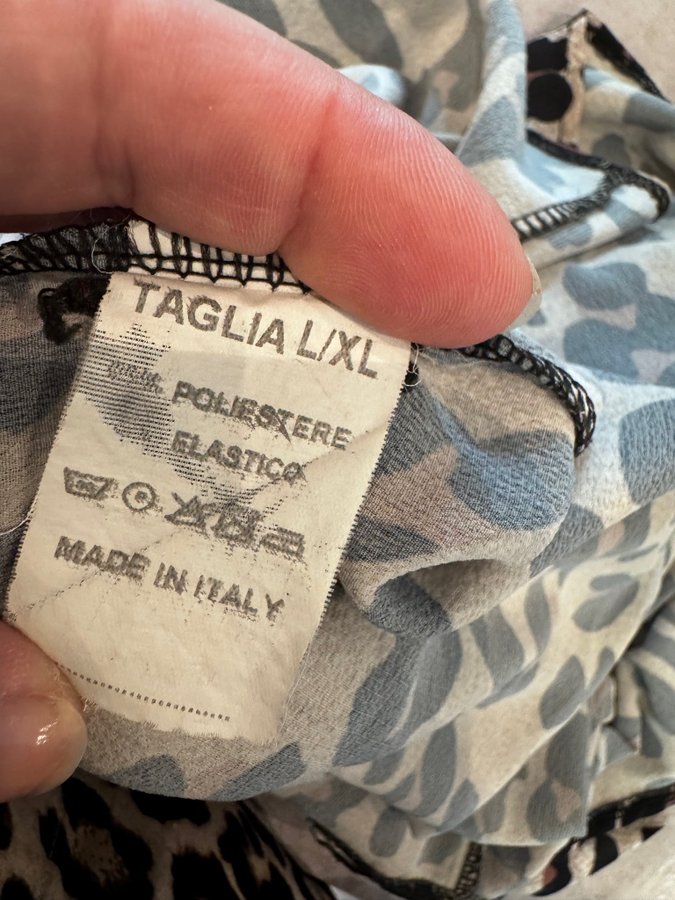 TAGLIA L/XL
POLIESTERE
ELASTICO
MADE IN ITALY